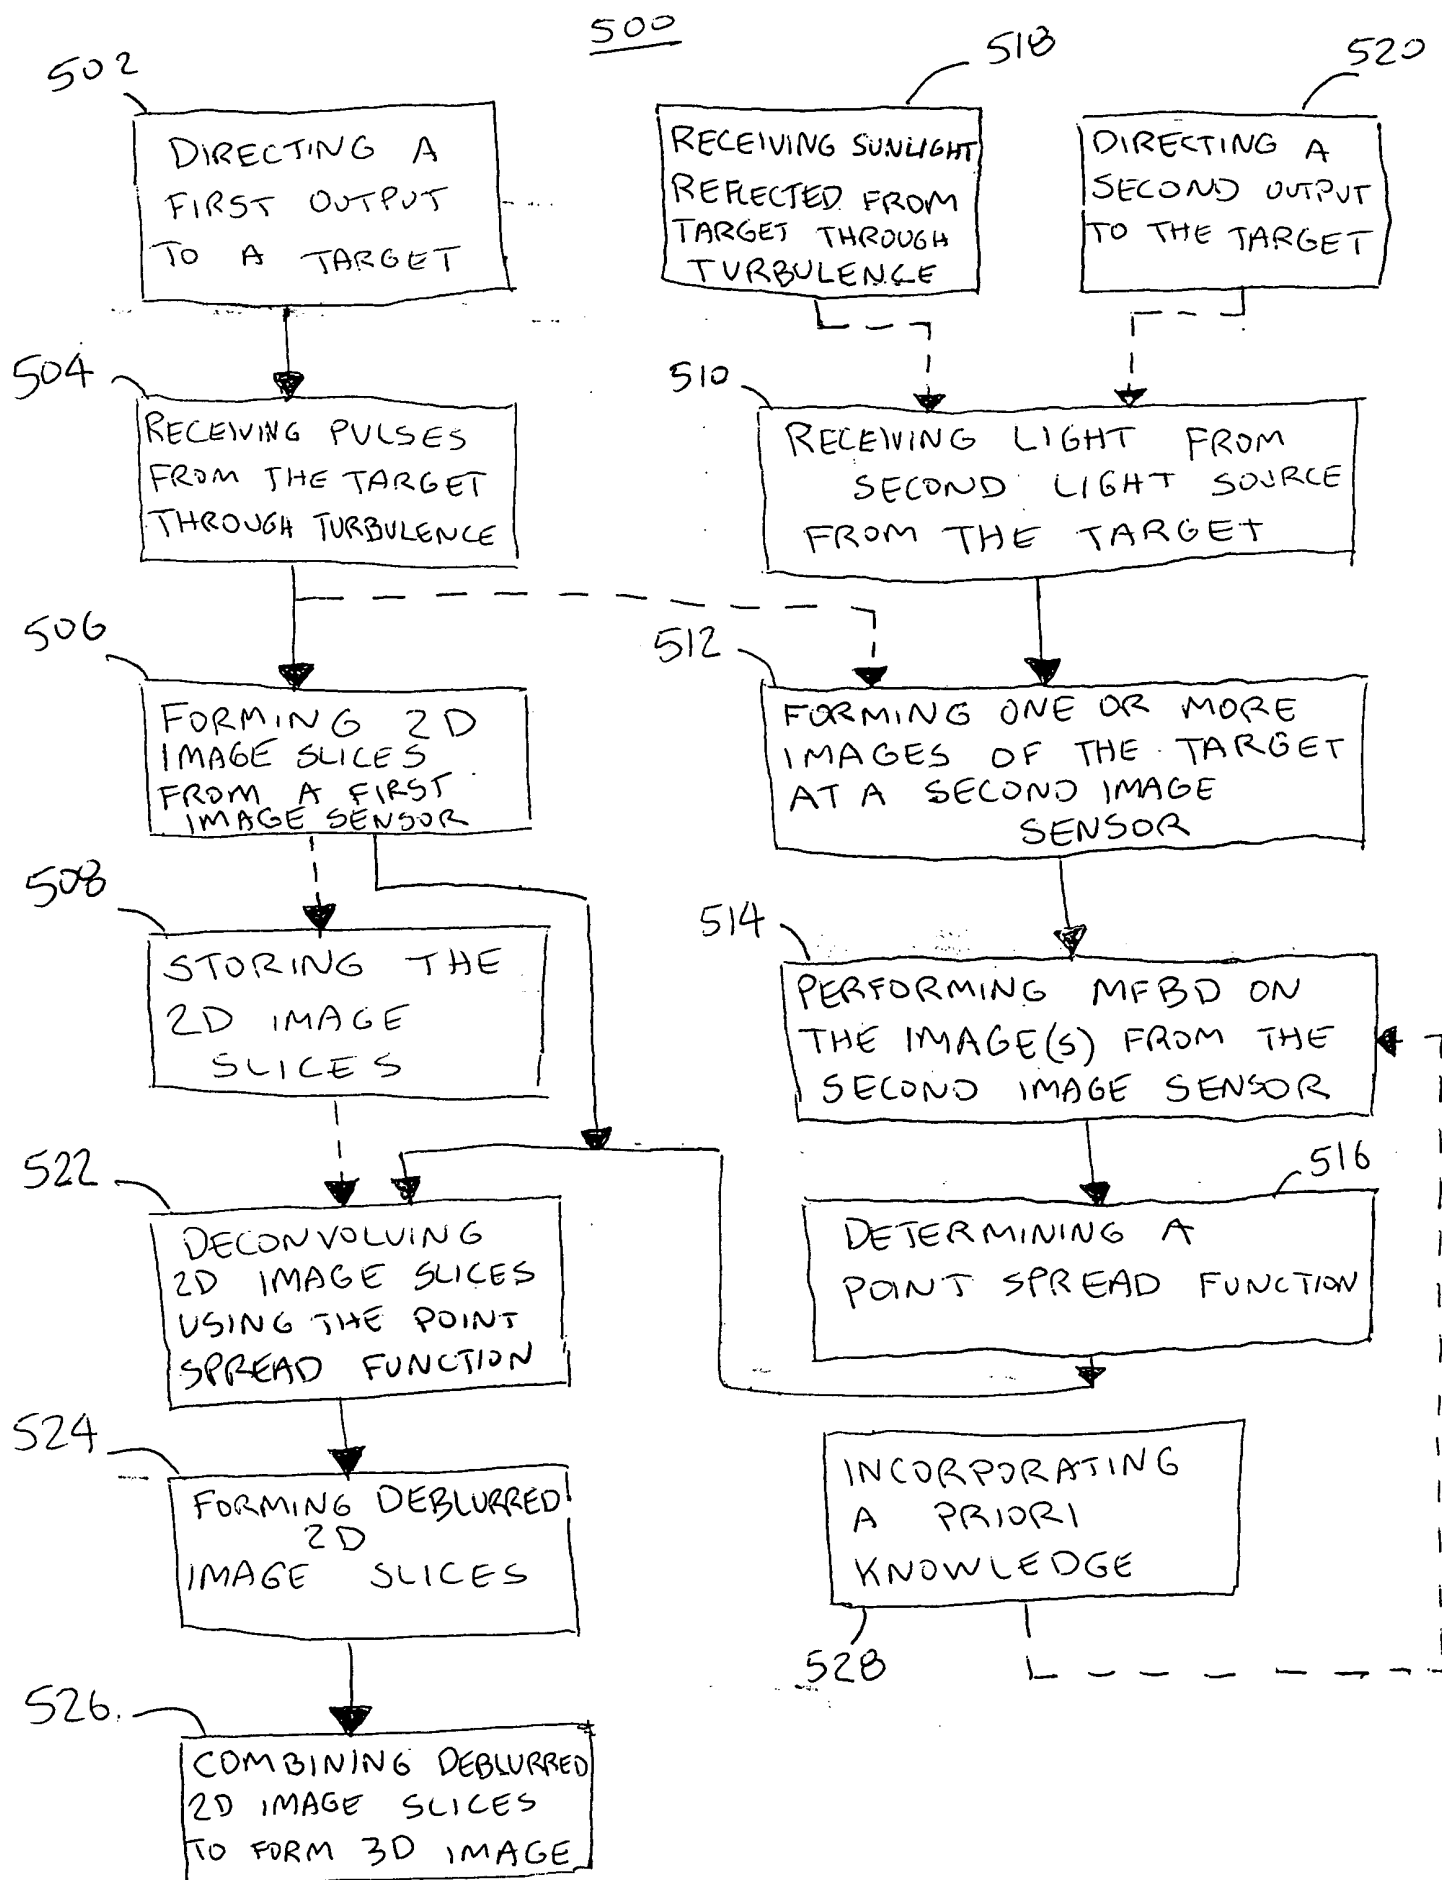 500
502
DIRECTING A
FIRST OUTPUT
TO A TARGET
518
RECEIVING SUNLIGHT
REFLECTED FROM
TARGET THROUGH
TURBULENCE
520
DIRECTING A
SECOND OUTPUT
TO THE TARGET
504
RECEIVING PULSES
FROM THE TARGET
THROUGH TURBULENCE
510
RECEIVING LIGHT FROM
SECOND LIGHT SOURCE
FROM THE TARGET
506
FORMING 2D
IMAGE SLICES
FROM A FIRST
IMAGE SENSOR
512
FORMING ONE OR MORE
IMAGES OF THE TARGET
AT A SECOND IMAGE
SENSOR
508
STORING THE
2D IMAGE
SLICES
514
PERFORMING MFBD ON
THE IMAGE(S) FROM THE
SECOND IMAGE SENSOR
522
DECONVOLVING
2D IMAGE SLICES
USING THE POINT
SPREAD FUNCTION
516
DETERMINING A
POINT SPREAD FUNCTION
524
FORMING DEBLURRED
2D
IMAGE SLICES
INCORPORATING
A PRIORI
KNOWLEDGE
528
526
COMBINING DEBLURRED
2D IMAGE SLICES
TO FORM 3D IMAGE